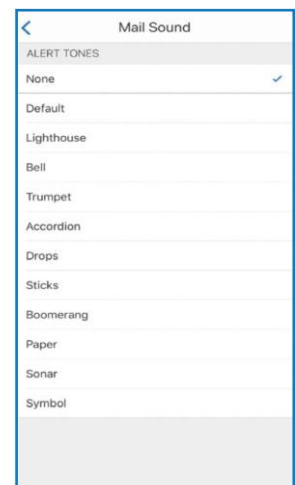 Mail Sound
ALERT TONES
None
Default
Lighthouse
Bell
Trumpet
Accordion
Drops
Sticks
Boomerang
Paper
Sonar
Symbol